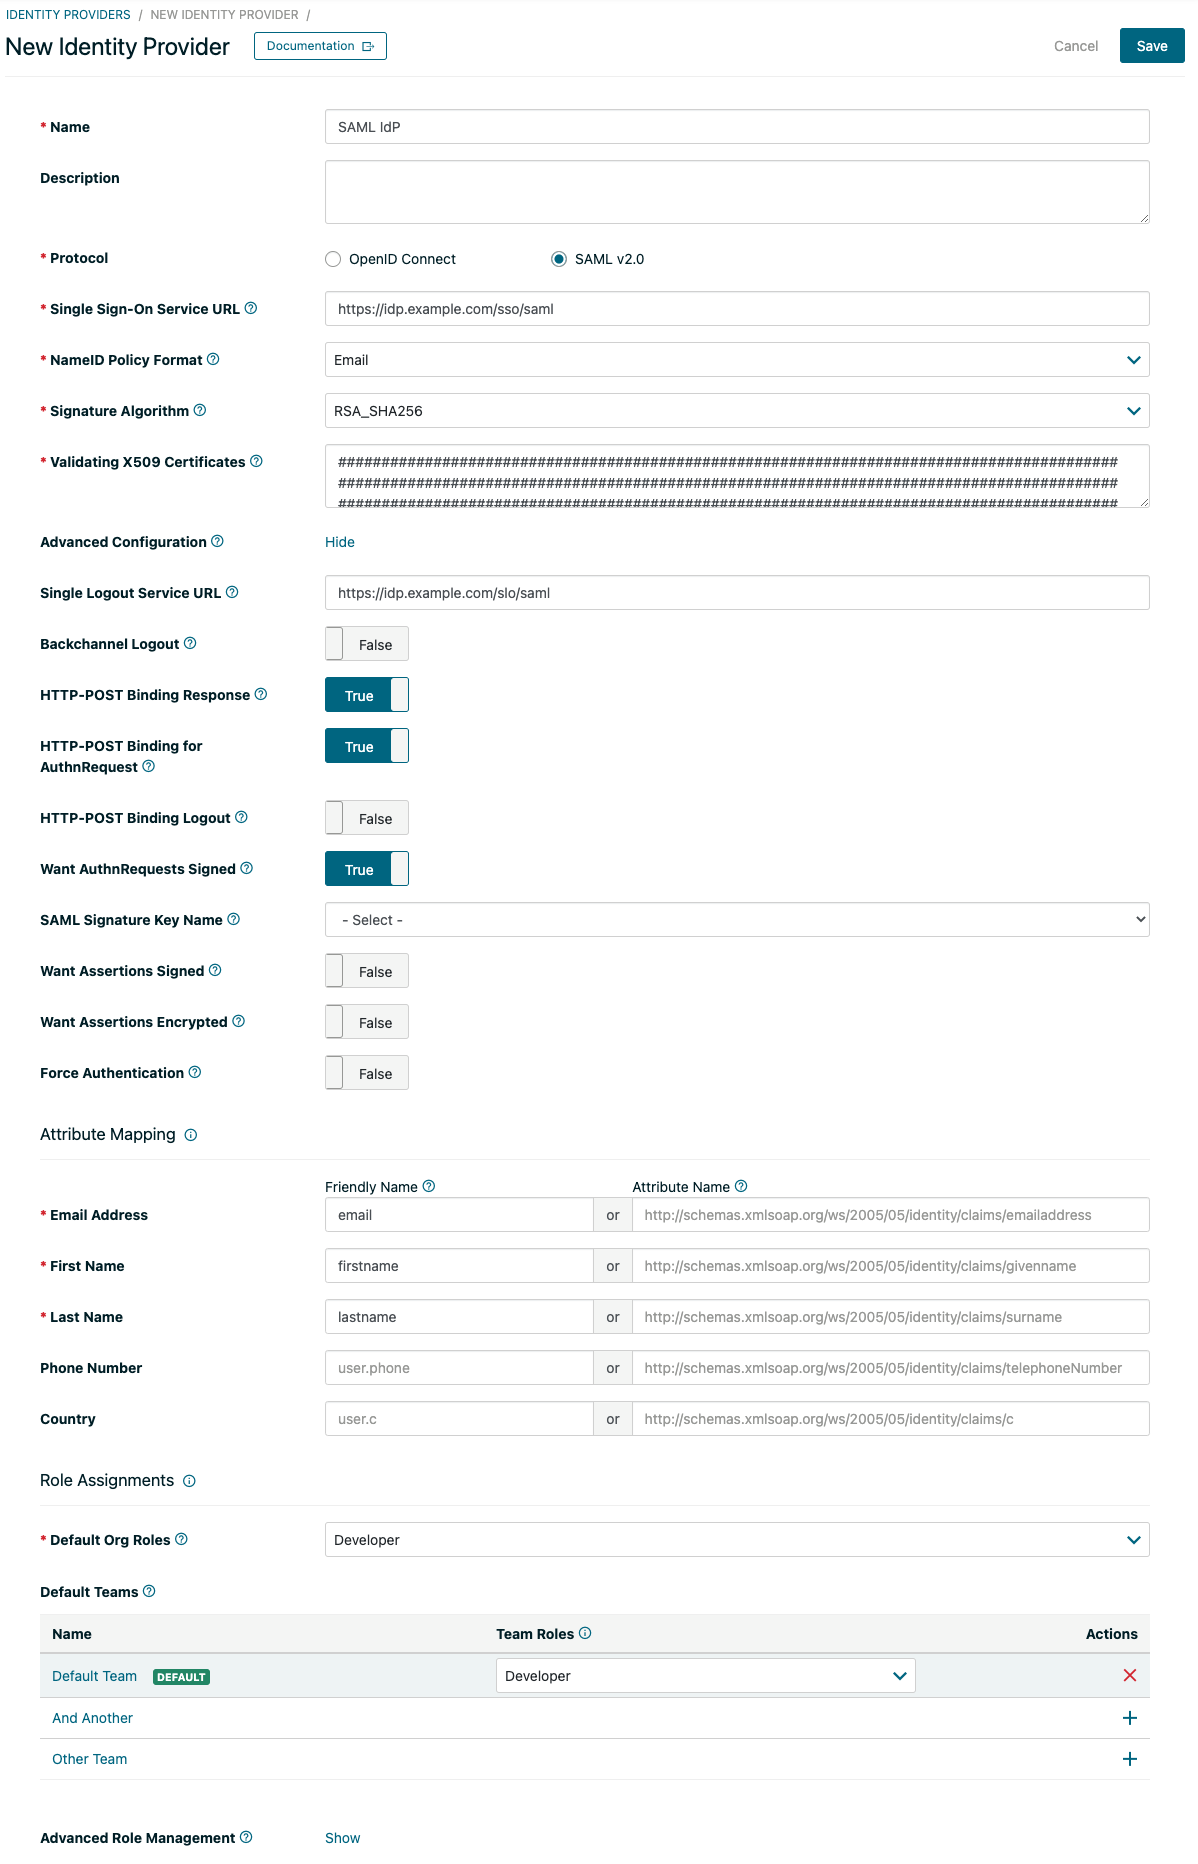 IDENTITY PROVIDERS / NEW IDENTITY PROVIDER /
New Identity Provider Documentation Cancel Save
* Name SAML IdP
Description
* Protocol OpenID Connect SAML v2.0
* Single Sign-On Service URL https://idp.example.com/sso/saml
* NameID Policy Format Email
* Signature Algorithm RSA_SHA256
* Validating X509 Certificates
Advanced Configuration Hide
Single Logout Service URL https://idp.example.com/slo/saml
Backchannel Logout False
HTTP-POST Binding Response True
HTTP-POST Binding for True
AuthnRequest
HTTP-POST Binding Logout False
Want AuthnRequests Signed True
SAML Signature Key Name - Select -
Want Assertions Signed False
Want Assertions Encrypted False
Force Authentication False
Attribute Mapping
Friendly Name Attribute Name
* Email Address email or http://schemas.xmlsoap.org/ws/2005/05/identity/claims/emailaddress
* First Name firstname or http://schemas.xmlsoap.org/ws/2005/05/identity/claims/givenname
* Last Name lastname or http://schemas.xmlsoap.org/ws/2005/05/identity/claims/surname
Phone Number user.phone or http://schemas.xmlsoap.org/ws/2005/05/identity/claims/telephoneNumber
Country user.c or http://schemas.xmlsoap.org/ws/2005/05/identity/claims/c
Role Assignments
* Default Org Roles Developer
Default Teams
Name Team Roles Actions
Default Team DEFAULT Developer
And Another
Other Team
Advanced Role Management Show